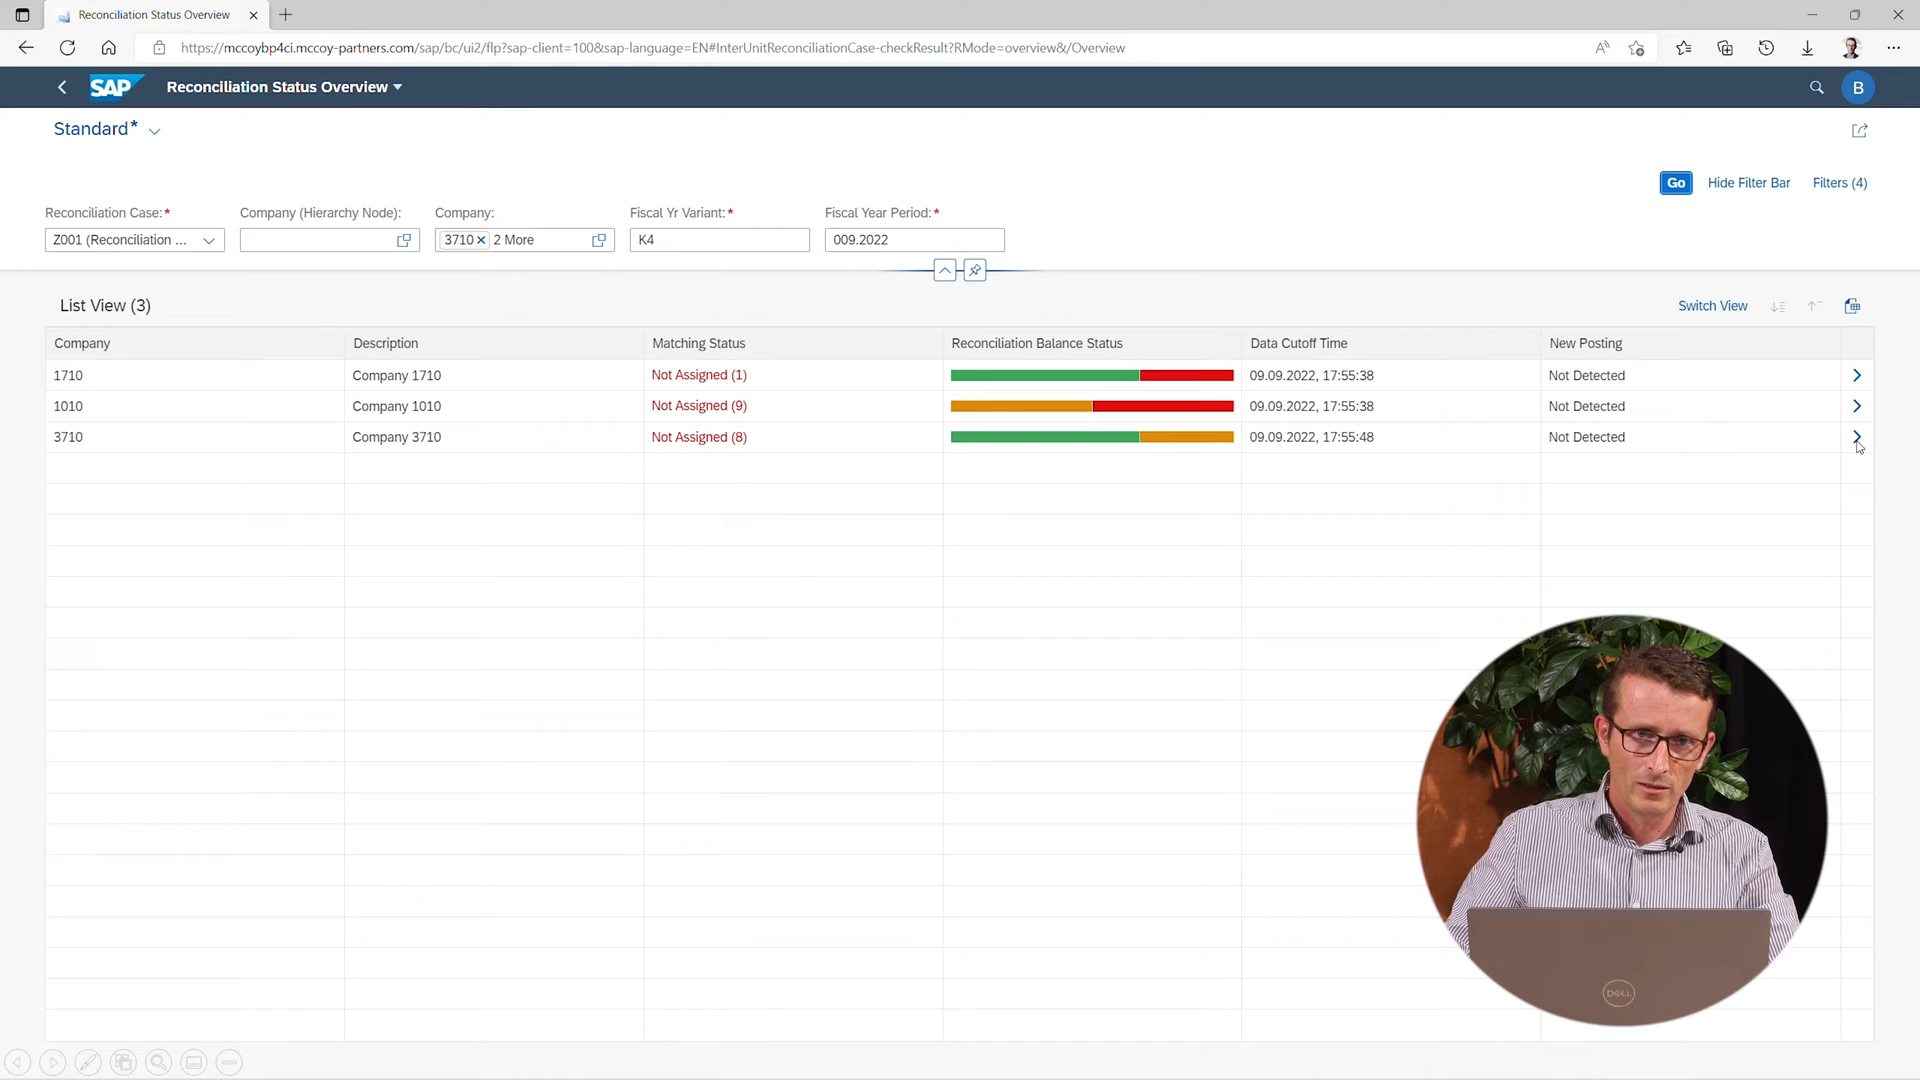 Reconciliation Status Overview
https://mccoybp4ci.mccoy-partners.com/sap/bc/ui2/flp?sap-client=100&sap-language=EN#InterUnitReconciliationCase-checkResult?RMode=overview&/Overview
SAP Reconciliation Status Overview B
Standard*
Go Hide Filter Bar Filters (4)
Reconciliation Case:* Company (Hierarchy Node): Company: Fiscal Yr Variant:* Fiscal Year Period:*
Z001 (Reconciliation ... 3710 2 More K4 009.2022
List View (3) Switch View
Company Description Matching Status Reconciliation Balance Status Data Cutoff Time New Posting
1710 Company 1710 Not Assigned (1) 09.09.2022, 17:55:38 Not Detected
1010 Company 1010 Not Assigned (9) 09.09.2022, 17:55:38 Not Detected
3710 Company 3710 Not Assigned (8) 09.09.2022, 17:55:48 Not Detected
DELL